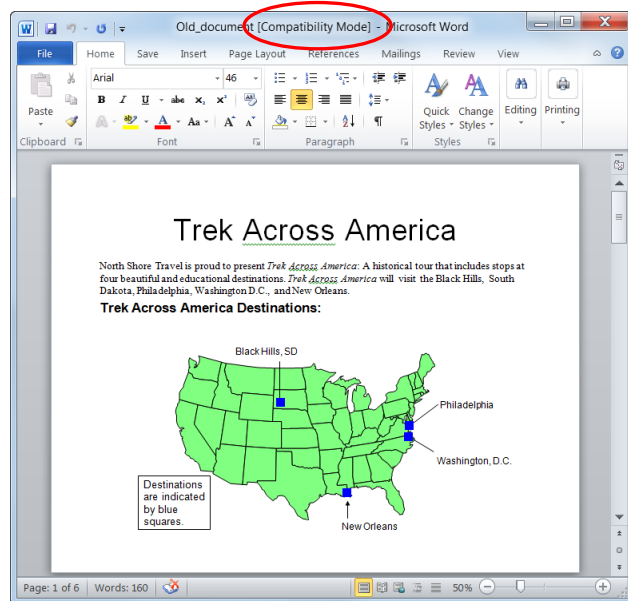 Old_document [Compatibility Mode] - Microsoft Word
File Home Save Insert Page Layout References Mailings Review View
Arial 46
Paste
B I U abc x₂ x²
Aa A A
Quick Styles Change Styles Editing Printing
Clipboard Font Paragraph Styles
Trek Across America
North Shore Travel is proud to present Trek Across America: A historical tour that includes stops at
four beautiful and educational destinations. Trek Across America will visit the Black Hills, South
Dakota, Philadelphia, Washington D.C., and New Orleans.
Trek Across America Destinations:
Black Hills, SD
Philadelphia
Washington, D.C.
Destinations
are indicated
by blue
squares.
New Orleans
Page: 1 of 6 Words: 160 50%